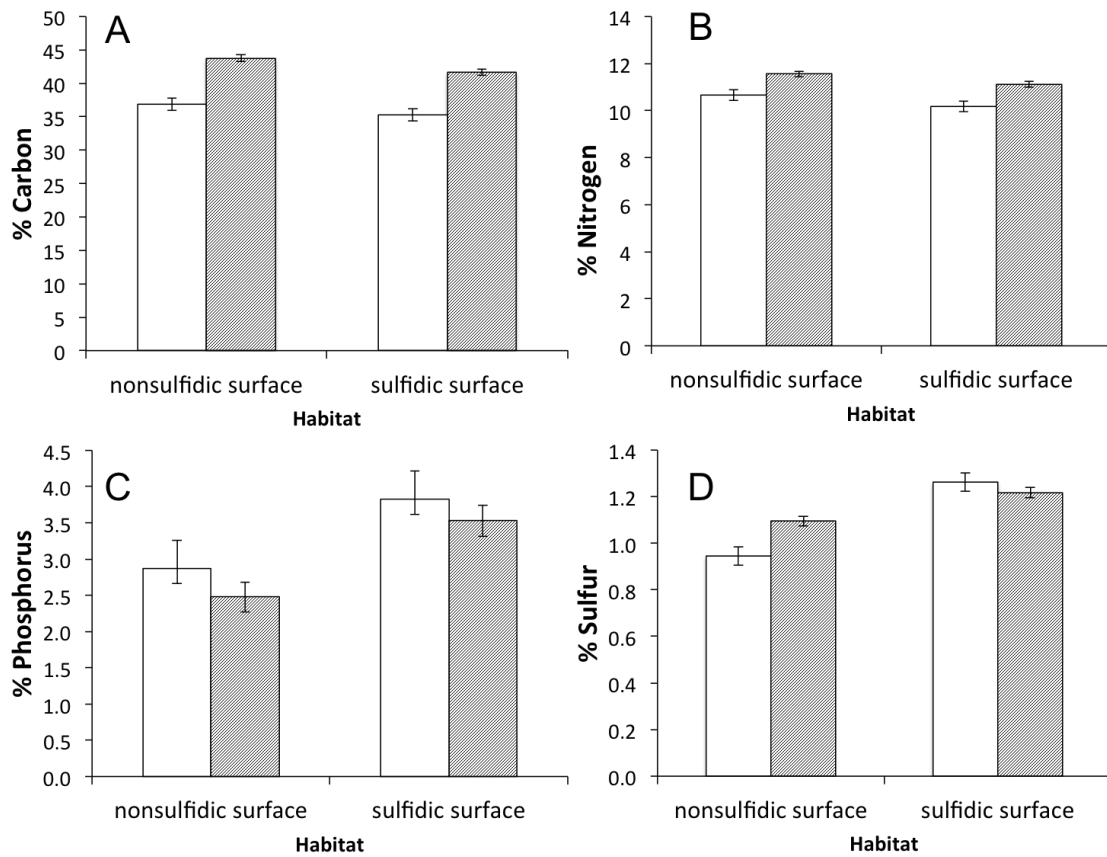 A
% Carbon
50
45
40
35
30
25
20
15
10
5
0
nonsulfidic surface sulfidic surface
Habitat
B
% Nitrogen
14
12
10
8
6
4
2
0
nonsulfidic surface sulfidic surface
Habitat
C
% Phosphorus
4.5
4.0
3.5
3.0
2.5
2.0
1.5
1.0
0.5
0.0
nonsulfidic surface sulfidic surface
Habitat
D
% Sulfur
1.4
1.2
1.0
0.8
0.6
0.4
0.2
0.0
nonsulfidic surface sulfidic surface
Habitat